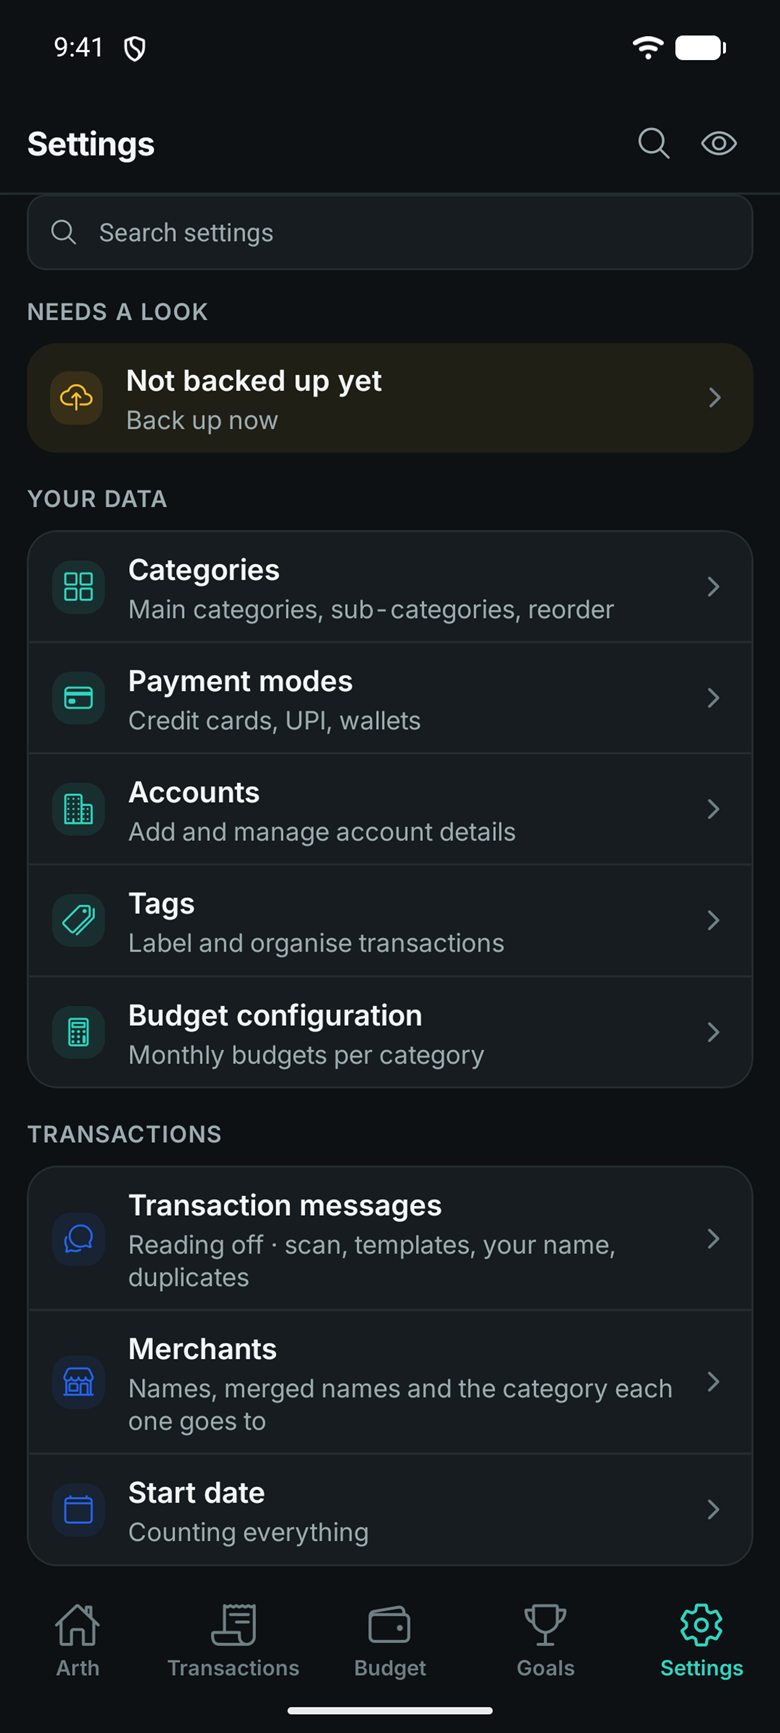 9:41
Settings
Search settings
NEEDS A LOOK
Not backed up yet
Back up now
YOUR DATA
Categories
Main categories, sub-categories, reorder
Payment modes
Credit cards, UPI, wallets
Accounts
Add and manage account details
Tags
Label and organise transactions
Budget configuration
Monthly budgets per category
TRANSACTIONS
Transaction messages
Reading off · scan, templates, your name,
duplicates
Merchants
Names, merged names and the category each
one goes to
Start date
Counting everything
Arth
Transactions
Budget
Goals
Settings